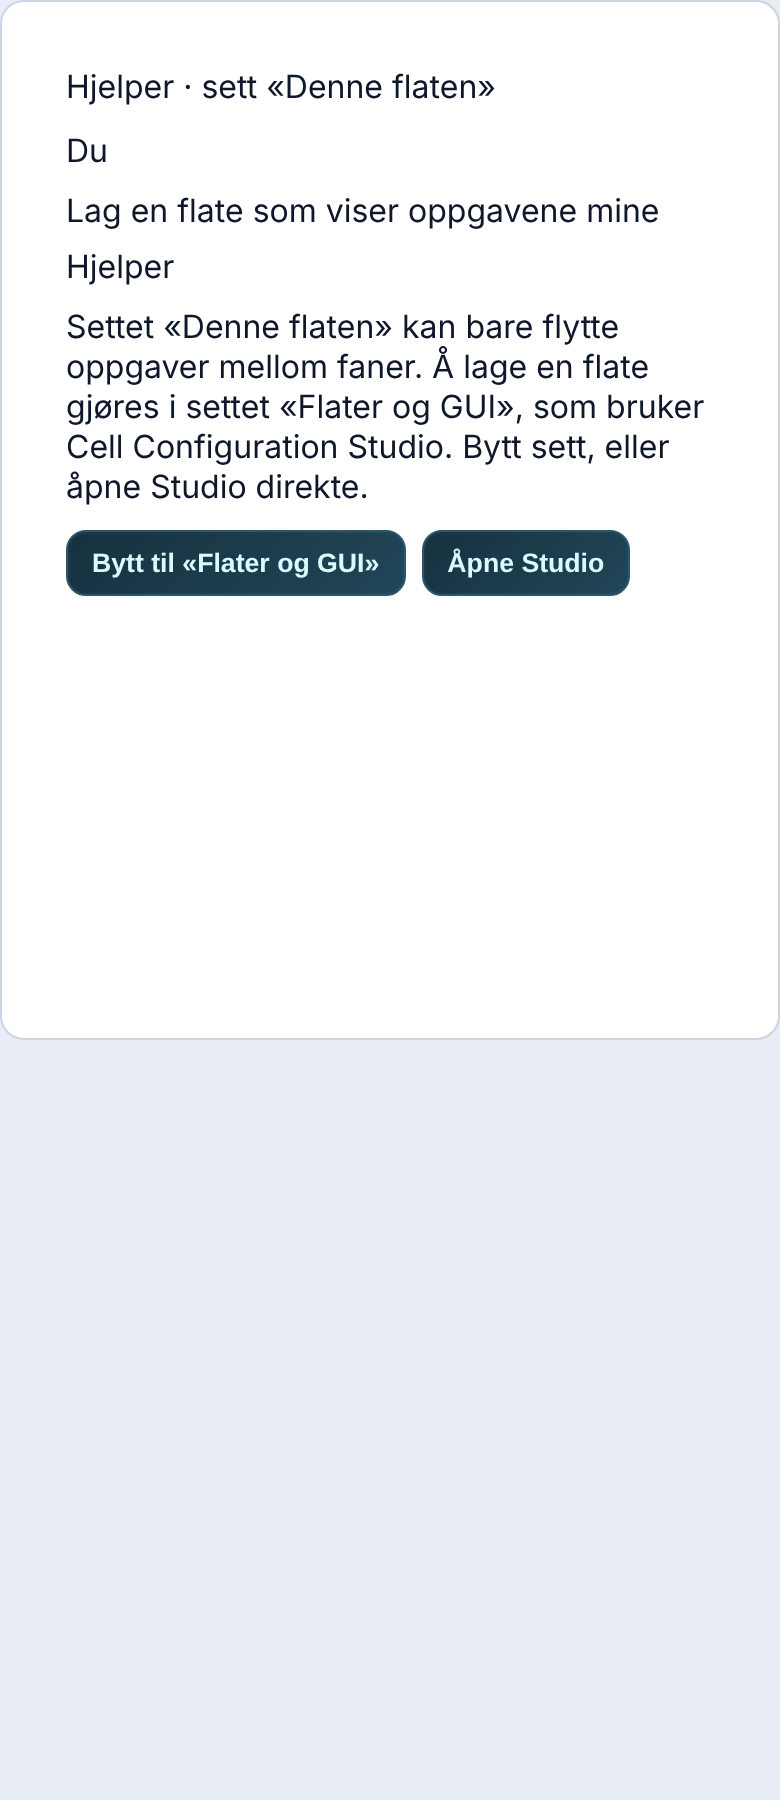 Hjelper · sett «Denne flaten»
Du
Lag en flate som viser oppgavene mine
Hjelper
Settet «Denne flaten» kan bare flytte
oppgaver mellom faner. Å lage en flate
gjøres i settet «Flater og GUI», som bruker
Cell Configuration Studio. Bytt sett, eller
åpne Studio direkte.
Bytt til «Flater og GUI»
Åpne Studio